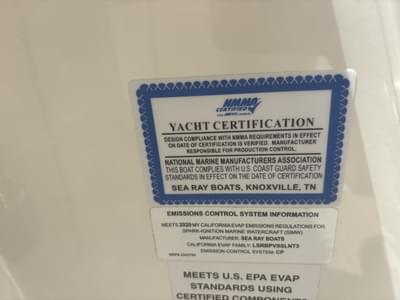 NMMA
CERTIFIED
YACHT CERTIFICATION
DESIGN COMPLIANCE WITH NMMA REQUIREMENTS IN EFFECT
ON DATE OF CERTIFICATION IS VERIFIED. MANUFACTURER
RESPONSIBLE FOR PRODUCTION CONTROL.
NATIONAL MARINE MANUFACTURERS ASSOCIATION
THIS BOAT COMPLIES WITH U.S. COAST GUARD SAFETY
STANDARDS IN EFFECT ON THE DATE OF CERTIFICATION
SEA RAY BOATS, KNOXVILLE, TN
EMISSIONS CONTROL SYSTEM INFORMATION
MEETS 2020 MY CALIFORNIA EVAP EMISSIONS REGULATIONS FOR
SPARK-IGNITION MARINE WATERCRAFT (SIMW)
MANUFACTURER: SEA RAY BOATS
CALIFORNIA EVAP FAMILY: LSRBPVSSLNT3
EMISSION CONTROL SYSTEM: CP
MEETS U.S. EPA EVAP
STANDARDS USING
CERTIFIED COMPONENTS